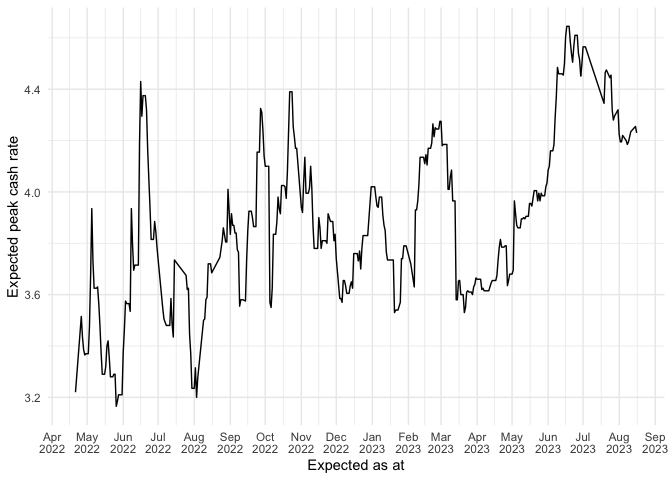 Expected peak cash rate
4.4
4.0
3.6
3.2
Apr May Jun Jul Aug Sep Oct Nov Dec Jan Feb Mar Apr May Jun Jul Aug Sep
2022 2022 2022 2022 2022 2022 2022 2022 2022 2023 2023 2023 2023 2023 2023 2023 2023 2023
Expected as at